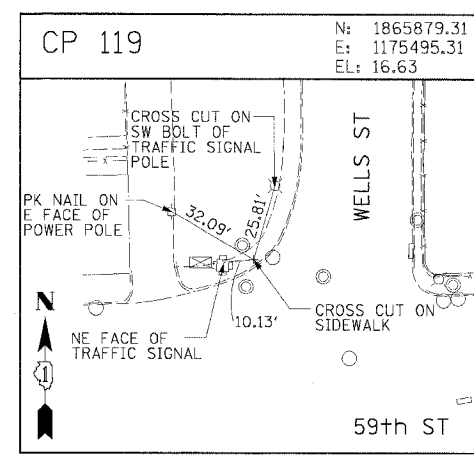 CP 119
N: 1865879.31
E: 1175495.31
EL: 16.63
CROSS CUT ON
SW BOLT OF
TRAFFIC SIGNAL
POLE
WELLS ST
PK NAIL ON
E FACE OF
POWER POLE
32.09'
25.81'
N
1
NE FACE OF
TRAFFIC SIGNAL
10.13'
CROSS CUT ON
SIDEWALK
59th ST